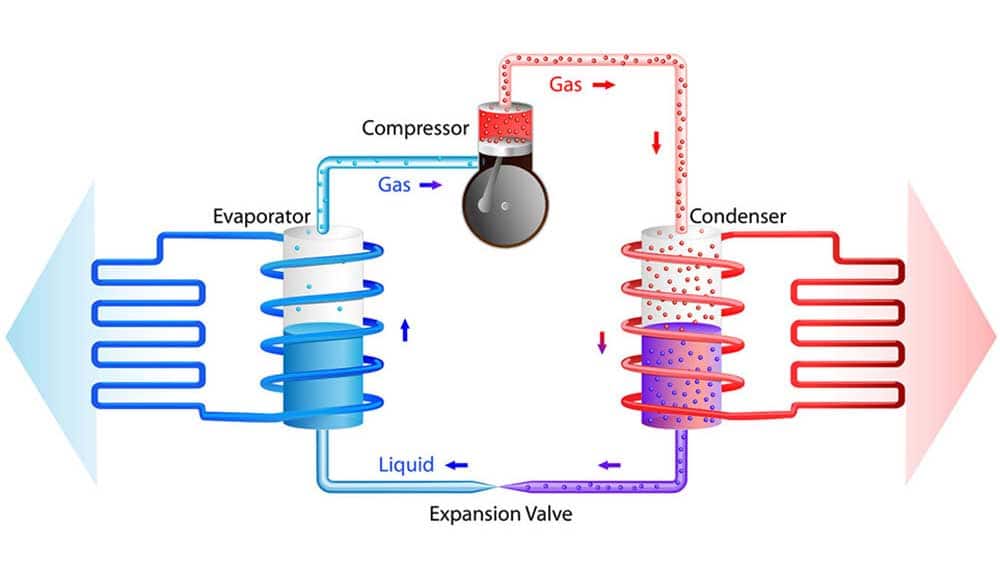 Gas
Compressor
Gas
Evaporator
Condenser
Liquid
Expansion Valve